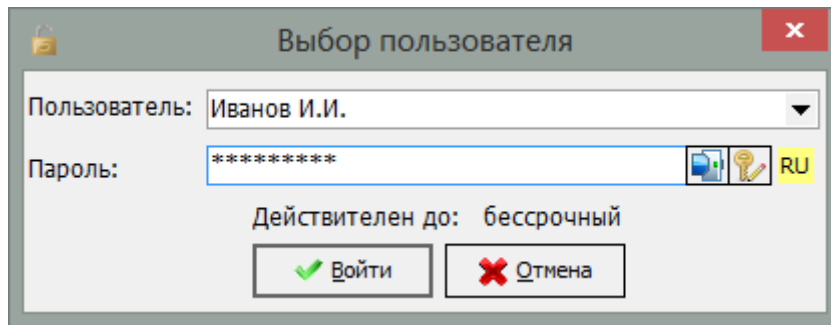 Выбор пользователя
Пользователь: Иванов И.И.
Пароль: ********* RU
Действителен до: бессрочный
Войти Отмена